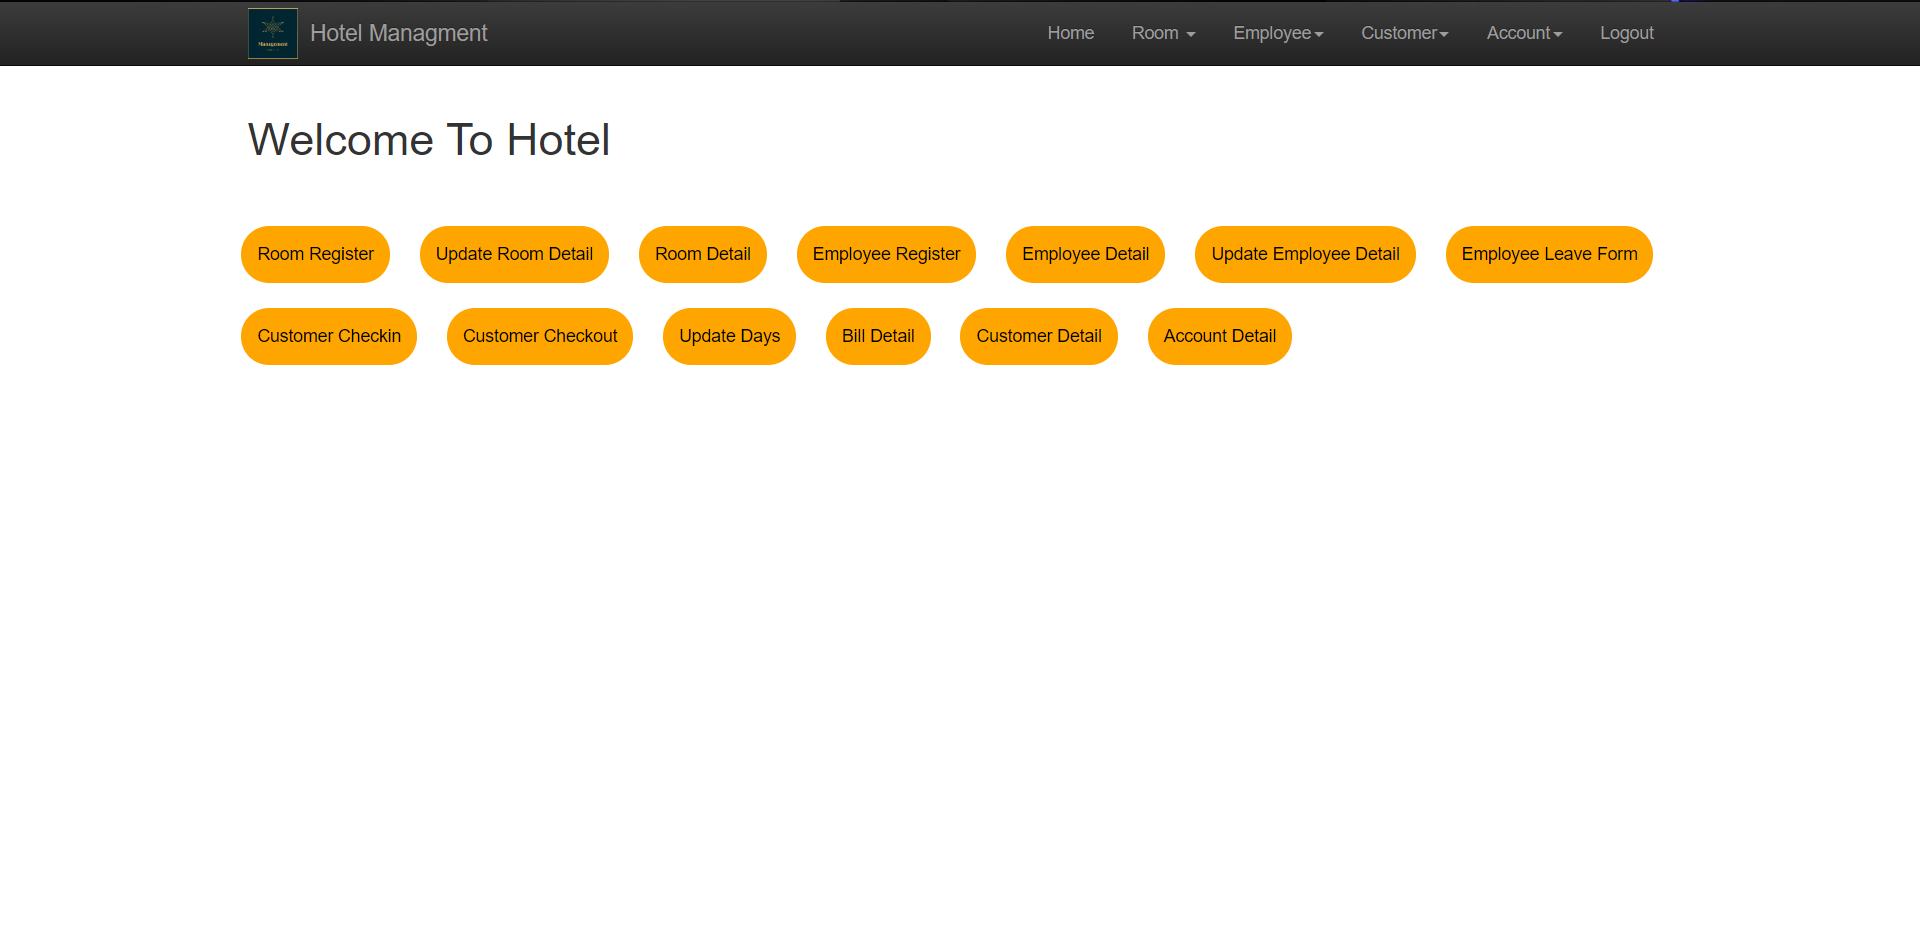 Management
Hotel Managment
Home Room Employee Customer Account Logout
Welcome To Hotel
Room Register Update Room Detail Room Detail Employee Register Employee Detail Update Employee Detail Employee Leave Form
Customer Checkin Customer Checkout Update Days Bill Detail Customer Detail Account Detail